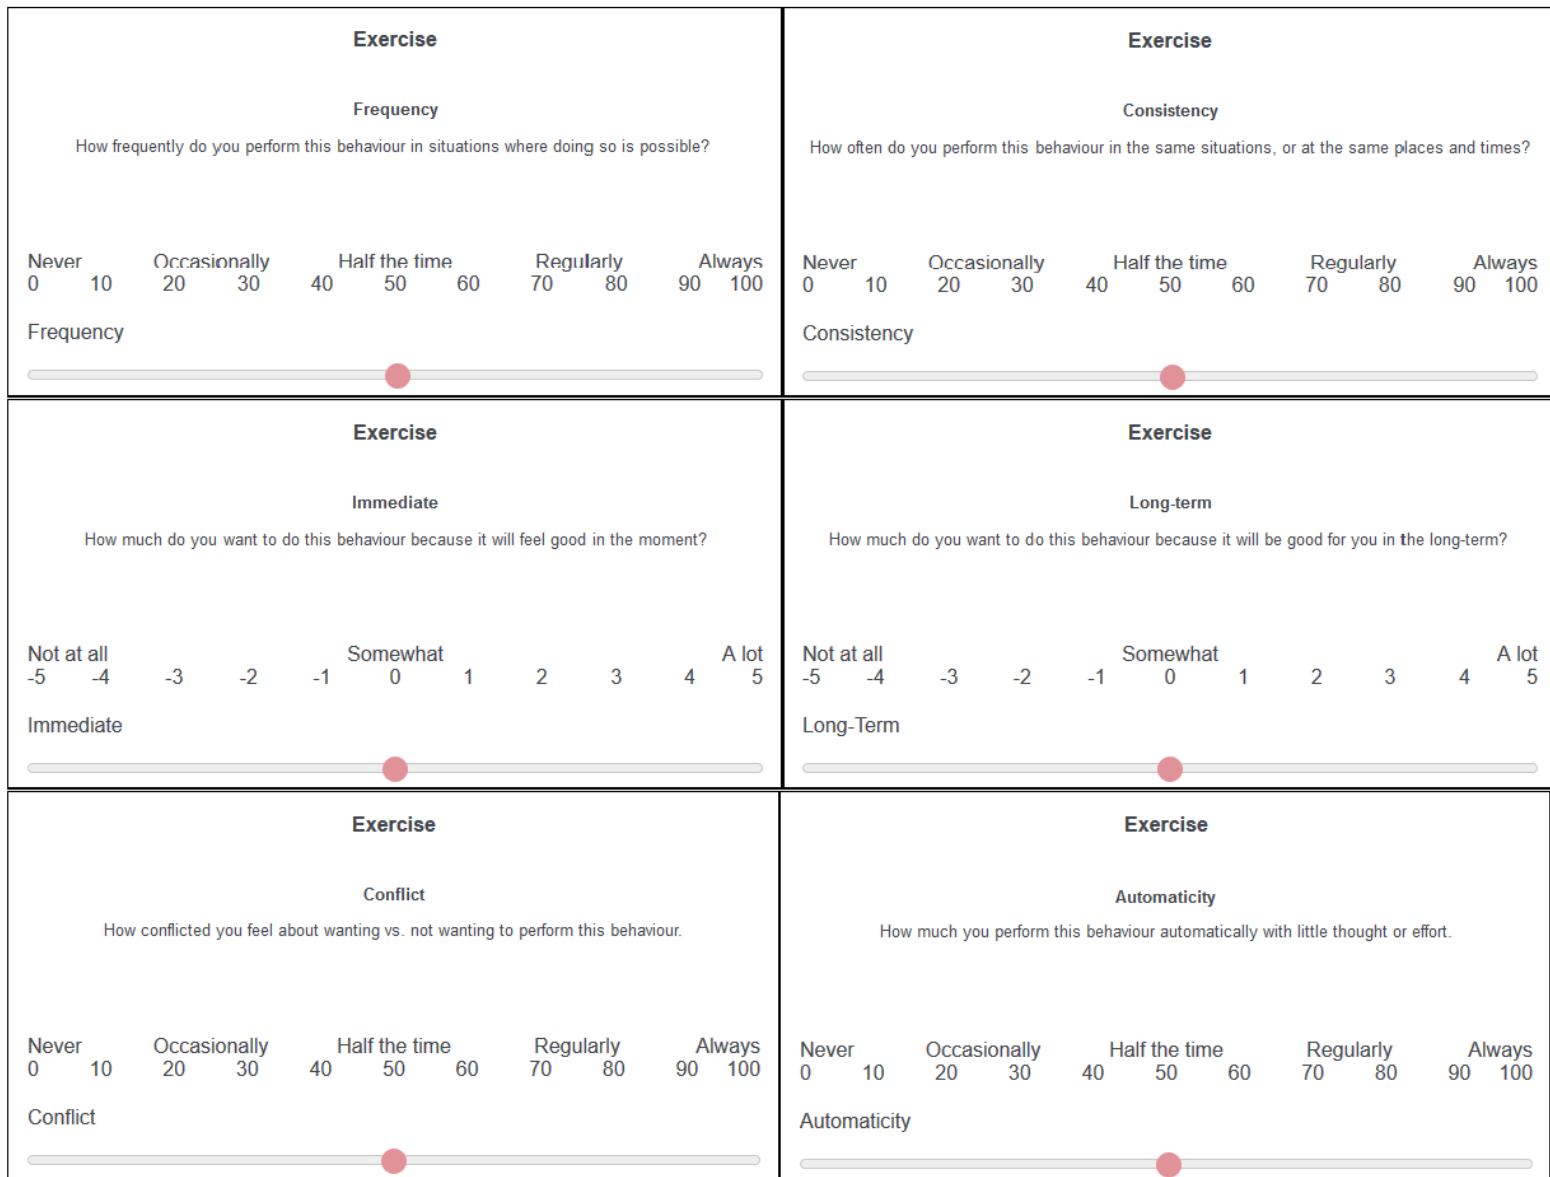 Exercise
Frequency
How frequently do you perform this behaviour in situations where doing so is possible?
Never Occasionally Half the time Regularly Always
0 10 20 30 40 50 60 70 80 90 100
Frequency
Exercise
Consistency
How often do you perform this behaviour in the same situations, or at the same places and times?
Never Occasionally Half the time Regularly Always
0 10 20 30 40 50 60 70 80 90 100
Consistency
Exercise
Immediate
How much do you want to do this behaviour because it will feel good in the moment?
Not at all Somewhat A lot
-5 -4 -3 -2 -1 0 1 2 3 4 5
Immediate
Exercise
Long-term
How much do you want to do this behaviour because it will be good for you in the long-term?
Not at all Somewhat A lot
-5 -4 -3 -2 -1 0 1 2 3 4 5
Long-Term
Exercise
Conflict
How conflicted you feel about wanting vs. not wanting to perform this behaviour.
Never Occasionally Half the time Regularly Always
0 10 20 30 40 50 60 70 80 90 100
Conflict
Exercise
Automaticity
How much you perform this behaviour automatically with little thought or effort.
Never Occasionally Half the time Regularly Always
0 10 20 30 40 50 60 70 80 90 100
Automaticity